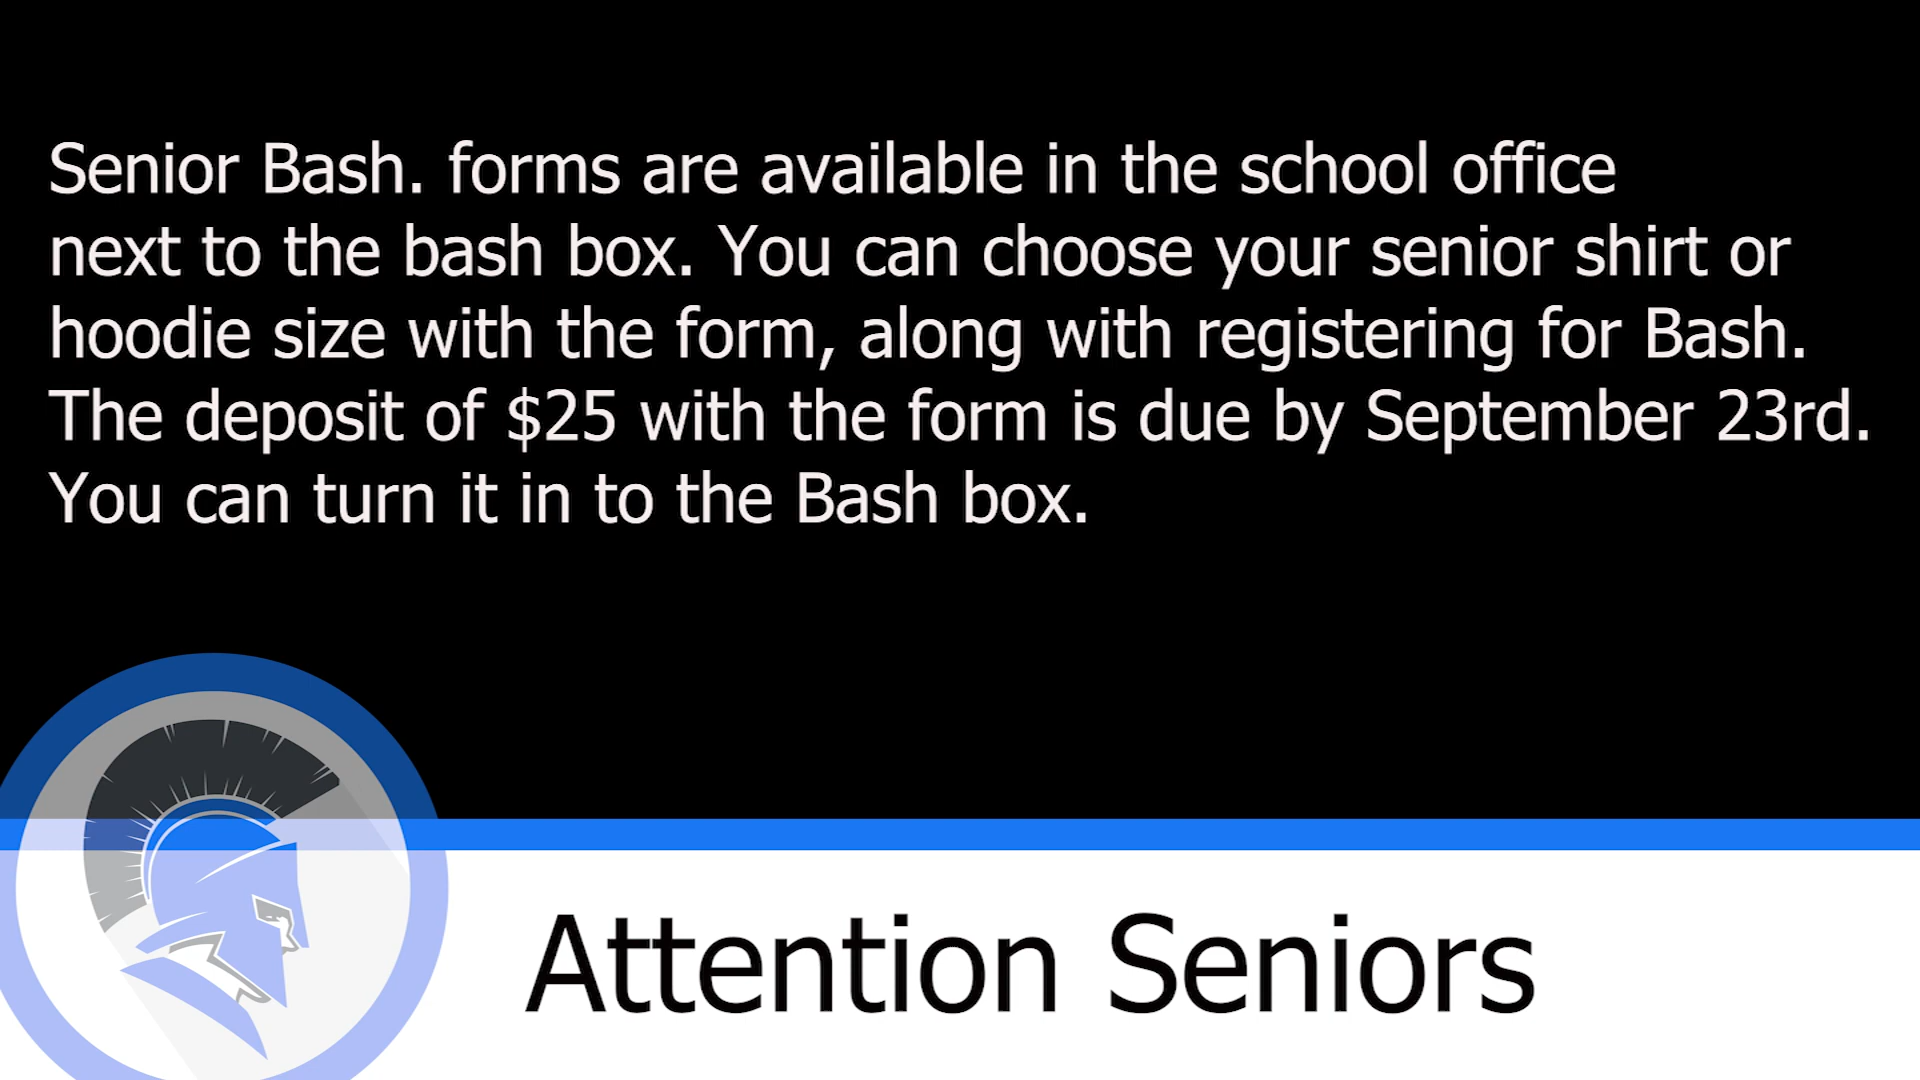 Senior Bash. forms are available in the school office
next to the bash box. You can choose your senior shirt or
hoodie size with the form, along with registering for Bash.
The deposit of $25 with the form is due by September 23rd.
You can turn it in to the Bash box.
Attention Seniors